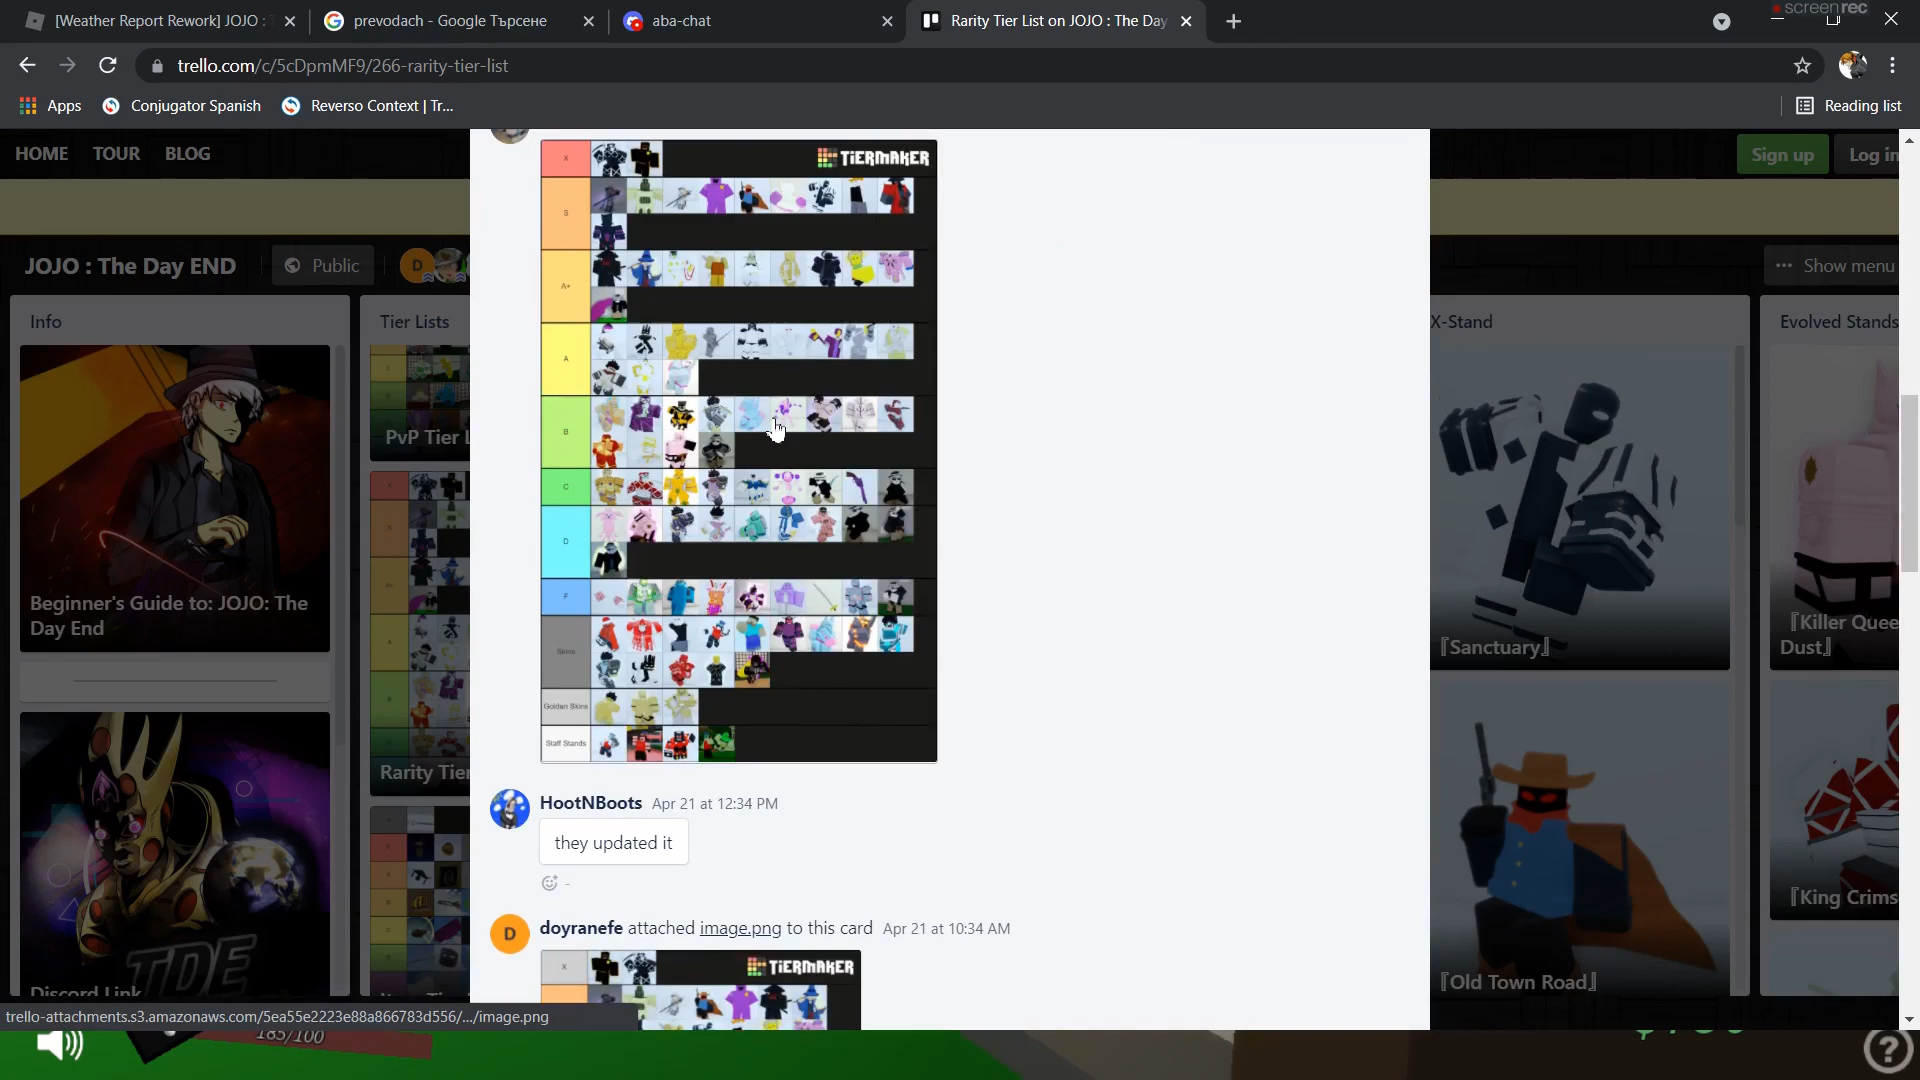 screenrec
[Weather Report Rework] JOJO :
prevodach - Google Търсене
aba-chat
Rarity Tier List on JOJO : The Day
trello.com/c/5cDpmMF9/266-rarity-tier-list
Apps
Conjugator Spanish
Reverso Context | Tr...
Reading list
HOME
TOUR
BLOG
Sign up
Log in
JOJO : The Day END
Public
Show menu
Info
Beginner's Guide to: JOJO: The
Day End
TDE
Discord Link
Tier Lists
PvP Tier L
Rarity Tier
X
TIERMAKER
S
A+
A
B
C
D
F
Skins
Golden Skins
Staff Stands
HootNBoots Apr 21 at 12:34 PM
they updated it
D
doyranefe attached image.png to this card Apr 21 at 10:34 AM
X
TIERMAKER
X-Stand
『Sanctuary』
『Old Town Road』
Evolved Stands
『Killer Quee
Dust』
『King Crims
trello-attachments.s3.amazonaws.com/5ea55e2223e88a866783d556/.../image.png
185/100
?